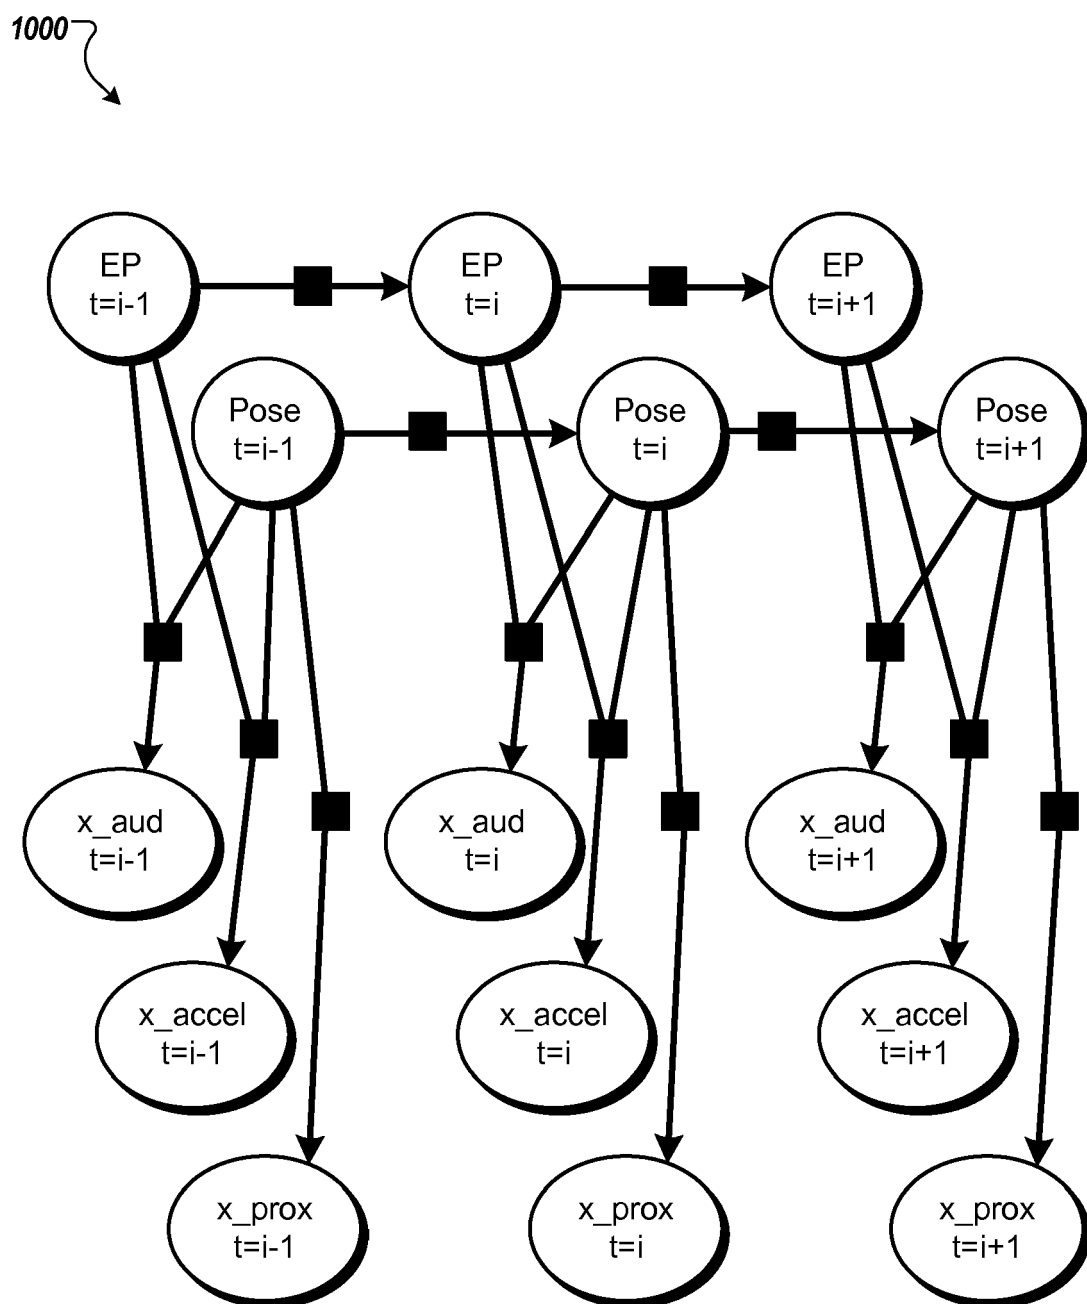 1000
EP
t=i-1
EP
t=i
EP
t=i+1
Pose
t=i-1
Pose
t=i
Pose
t=i+1
x_aud
t=i-1
x_aud
t=i
x_aud
t=i+1
x_accel
t=i-1
x_accel
t=i
x_accel
t=i+1
x_prox
t=i-1
x_prox
t=i
x_prox
t=i+1